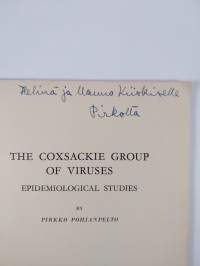 Helinä ja Mauno Kiiskiselle
Pirkolta
THE COXSACKIE GROUP
OF VIRUSES
EPIDEMIOLOGICAL STUDIES
BY
PIRKKO POHJANPELTO